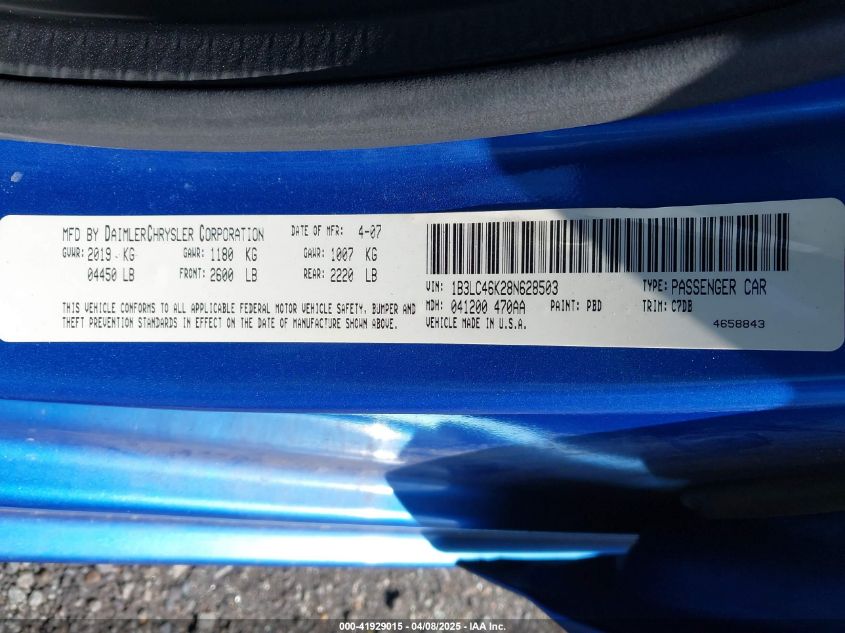 MFD BY DAIMLERCHRYSLER CORPORATION DATE OF MFR: 4-07
GVWR: 2019 KG GAWR: 1180 KG GAWR: 1007 KG
04450 LB FRONT: 2600 LB REAR: 2220 LB
THIS VEHICLE CONFORMS TO ALL APPLICABLE FEDERAL MOTOR VEHICLE SAFETY, BUMPER AND
THEFT PREVENTION STANDARDS IN EFFECT ON THE DATE OF MANUFACTURE SHOWN ABOVE.
VIN: 1B3LC46K28N628503 TYPE: PASSENGER CAR
MDH: 041200 470AA PAINT: PBD TRIM: C7DB
VEHICLE MADE IN U.S.A. 4658843
000-41929015 | 04/08/2025 - IAA Inc.